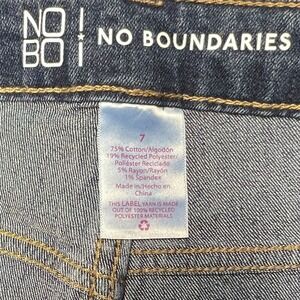 NO
BO
NO BOUNDARIES
7
75% Cotton/Algodón
19% Recycled Polyester/
Poliéster Reciclado
5% Rayon/Rayón
1% Spandex
Made in/Hecho en
China
THIS LABEL YARN IS MADE
OUT OF 100% RECYCLED
POLYESTER MATERIALS